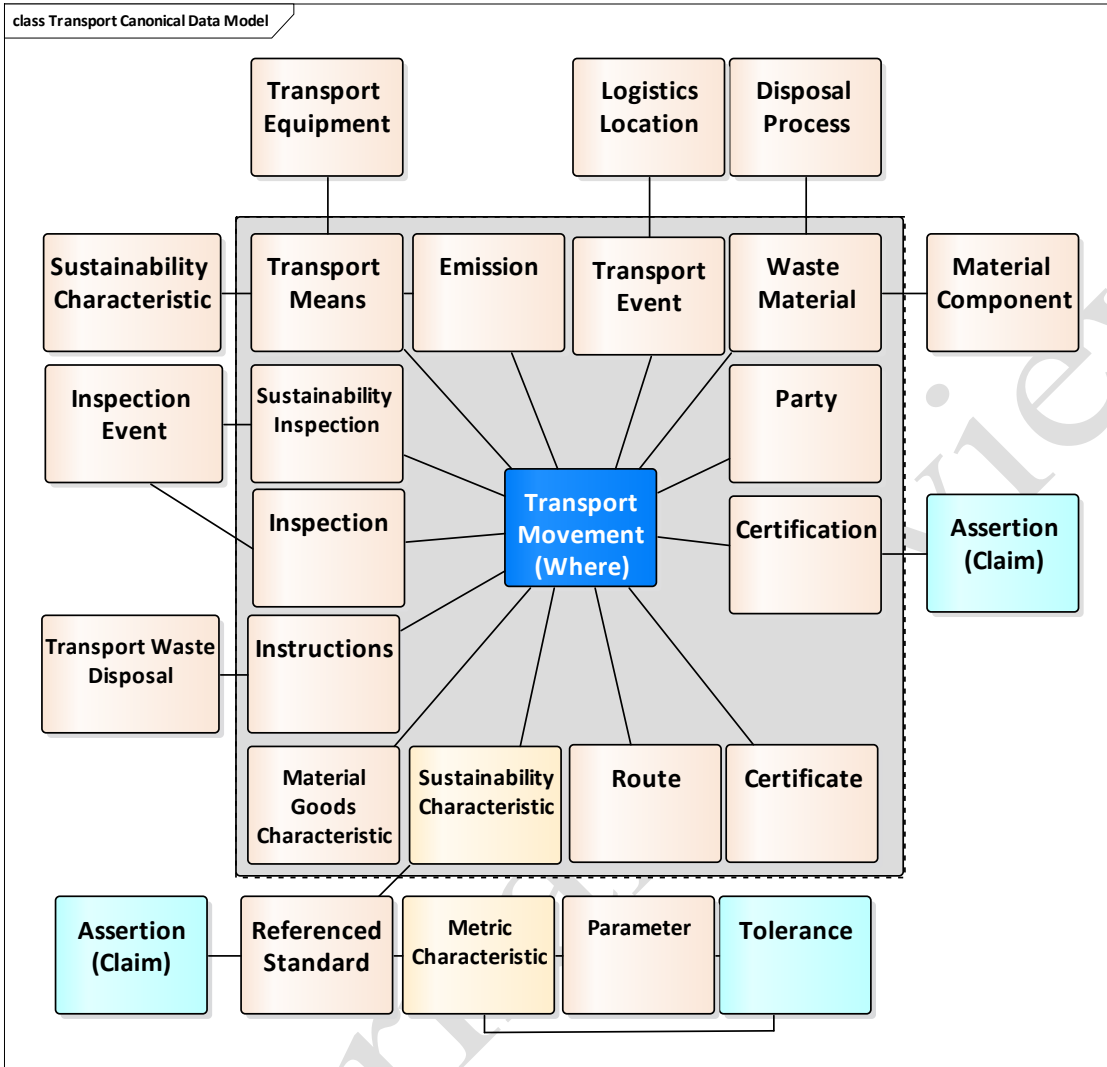 class Transport Canonical Data Model
Transport
Equipment
Logistics
Location
Disposal
Process
Sustainability
Characteristic
Transport
Means
Emission
Transport
Event
Waste
Material
Material
Component
Inspection
Event
Sustainability
Inspection
Party
Inspection
Transport
Movement
(Where)
Certification
Assertion
(Claim)
Transport Waste
Disposal
Instructions
Material
Goods
Characteristic
Sustainability
Characteristic
Route
Certificate
Assertion
(Claim)
Referenced
Standard
Metric
Characteristic
Parameter
Tolerance